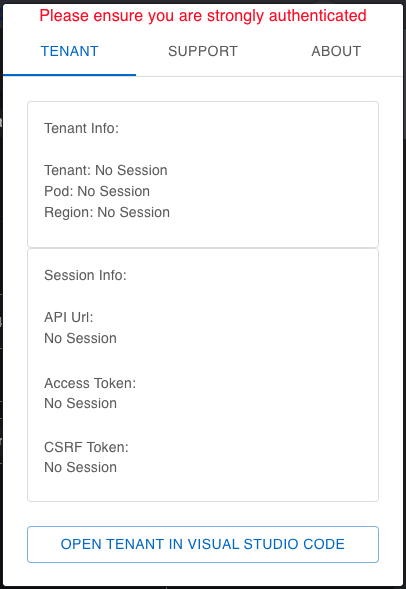 Please ensure you are strongly authenticated
TENANT SUPPORT ABOUT
Tenant Info:
Tenant: No Session
Pod: No Session
Region: No Session
Session Info:
API Url:
No Session
Access Token:
No Session
CSRF Token:
No Session
OPEN TENANT IN VISUAL STUDIO CODE